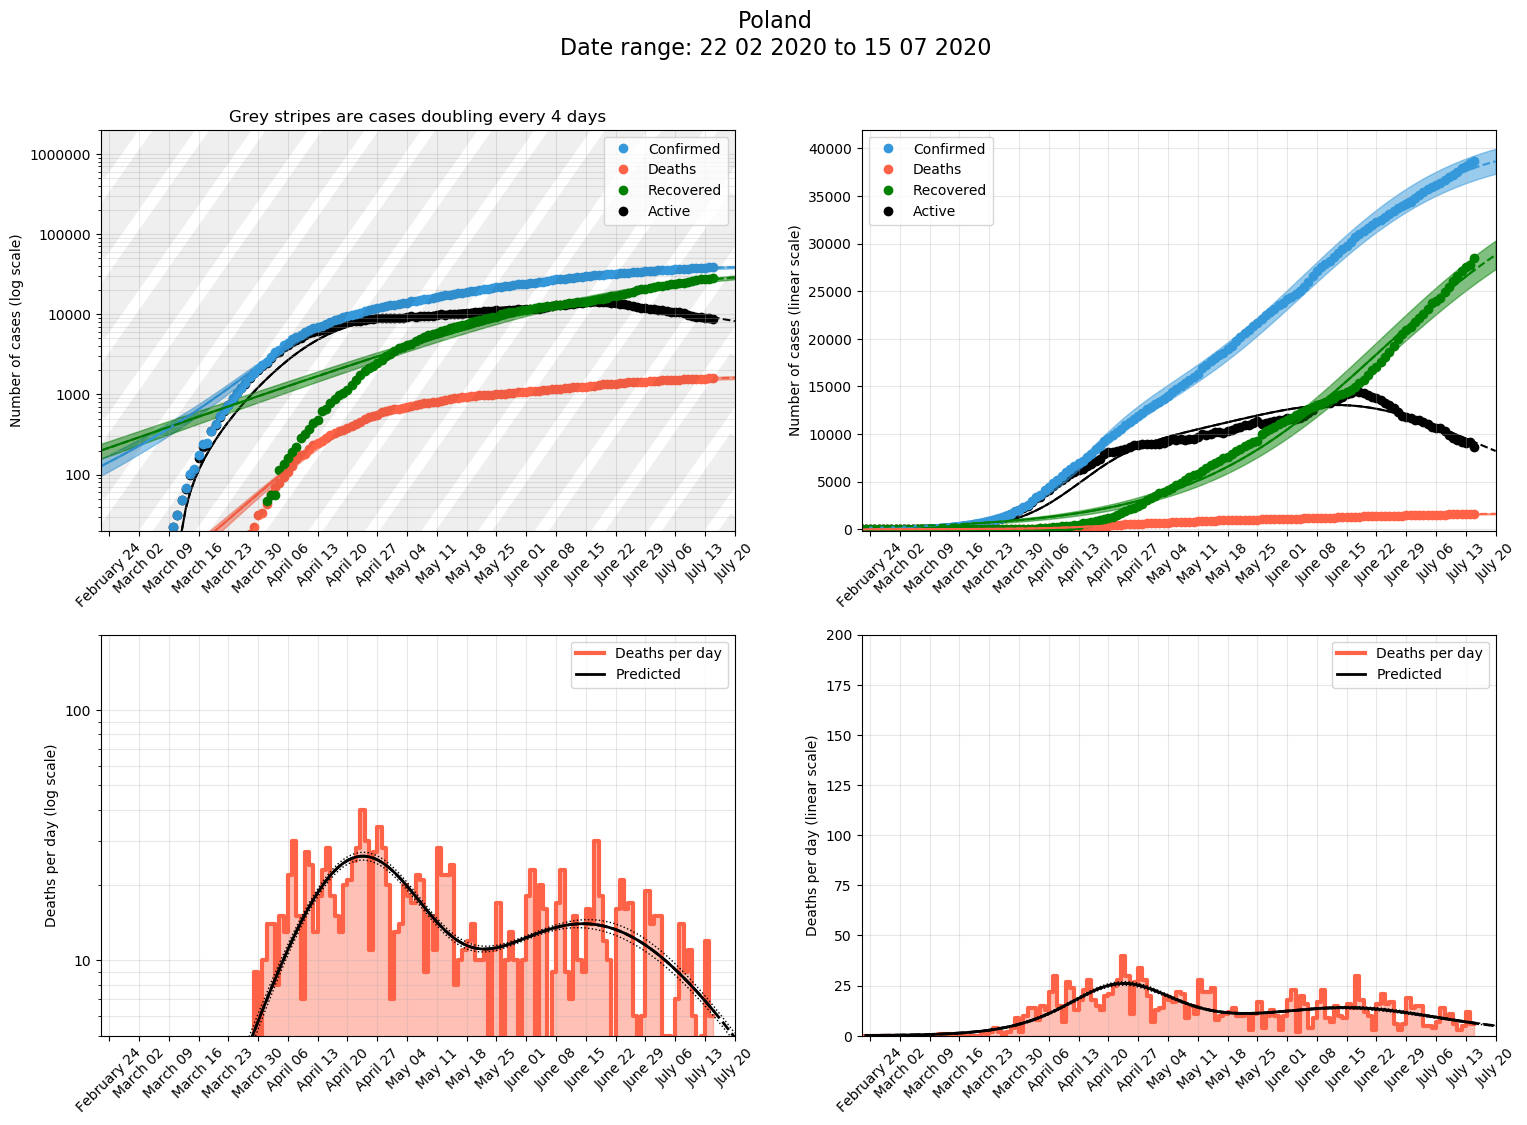 Poland
Date range: 22 02 2020 to 15 07 2020
Grey stripes are cases doubling every 4 days
Number of cases (log scale)
1000000
100000
10000
1000
100
Confirmed
Deaths
Recovered
Active
February 24
March 02
March 09
March 16
March 23
March 30
April 06
April 13
April 20
April 27
May 04
May 11
May 18
May 25
June 01
June 08
June 15
June 22
June 29
July 06
July 13
July 20
Number of cases (linear scale)
40000
35000
30000
25000
20000
15000
10000
5000
0
Confirmed
Deaths
Recovered
Active
February 24
March 02
March 09
March 16
March 23
March 30
April 06
April 13
April 20
April 27
May 04
May 11
May 18
May 25
June 01
June 08
June 15
June 22
June 29
July 06
July 13
July 20
Deaths per day (log scale)
100
10
Deaths per day
Predicted
February 24
March 02
March 09
March 16
March 23
March 30
April 06
April 13
April 20
April 27
May 04
May 11
May 18
May 25
June 01
June 08
June 15
June 22
June 29
July 06
July 13
July 20
Deaths per day (linear scale)
200
175
150
125
100
75
50
25
0
Deaths per day
Predicted
February 24
March 02
March 09
March 16
March 23
March 30
April 06
April 13
April 20
April 27
May 04
May 11
May 18
May 25
June 01
June 08
June 15
June 22
June 29
July 06
July 13
July 20